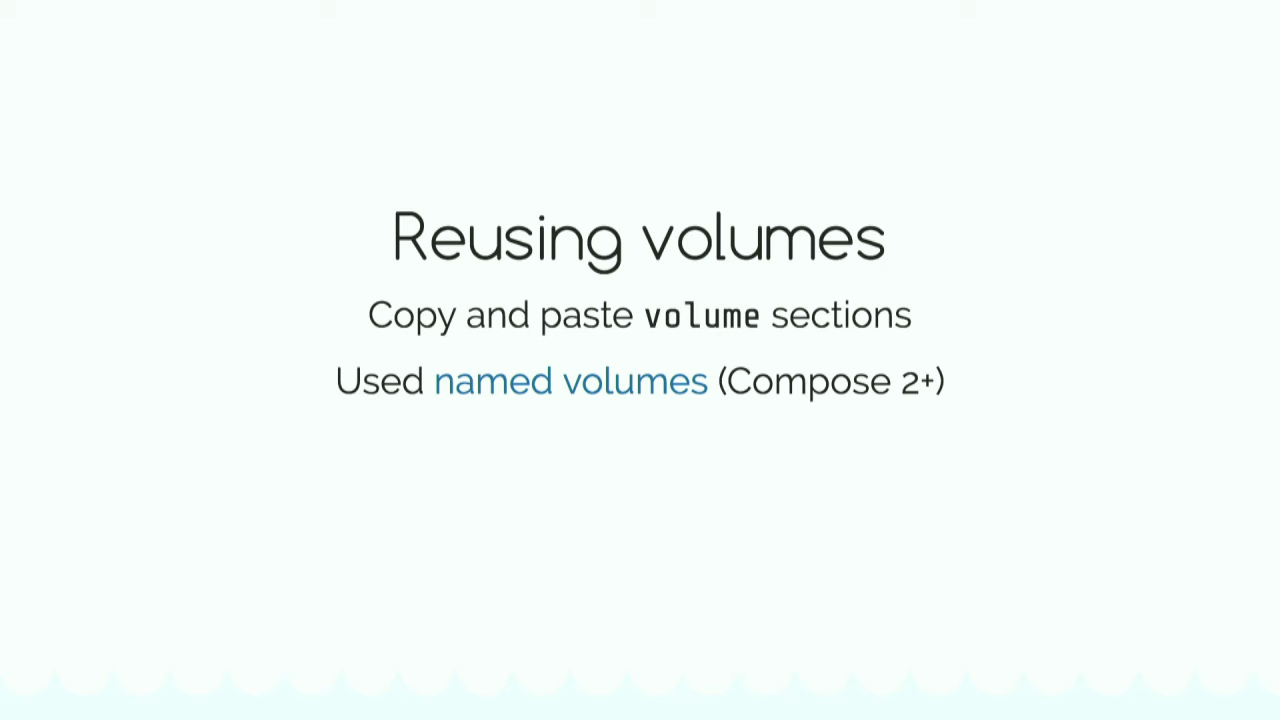 Reusing volumes
Copy and paste volume sections
Used named volumes (Compose 2+)